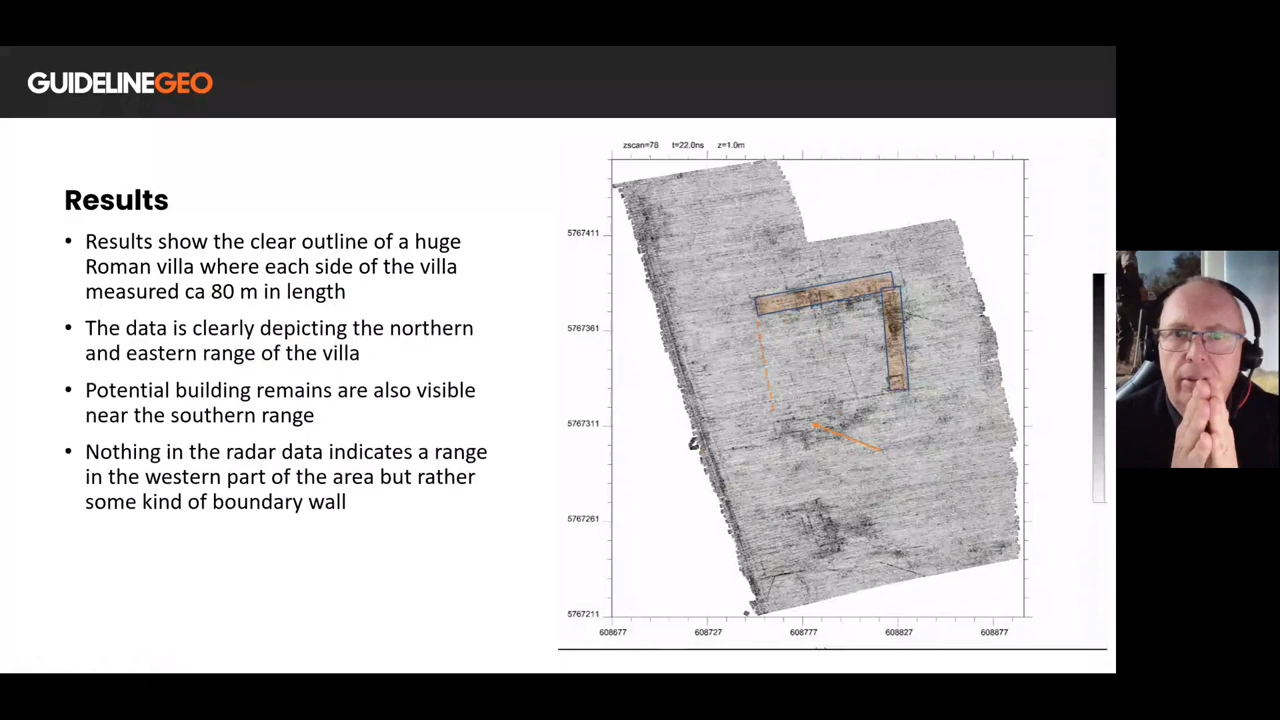 GUIDELINEGEO
Results
• Results show the clear outline of a huge
Roman villa where each side of the villa
measured ca 80 m in length
• The data is clearly depicting the northern
and eastern range of the villa
• Potential building remains are also visible
near the southern range
• Nothing in the radar data indicates a range
in the western part of the area but rather
some kind of boundary wall
zscan=78 t=22.0ns z=1.0m
5767411
5767361
5767311
5767261
5767211
608677 608727 608777 608827 608877